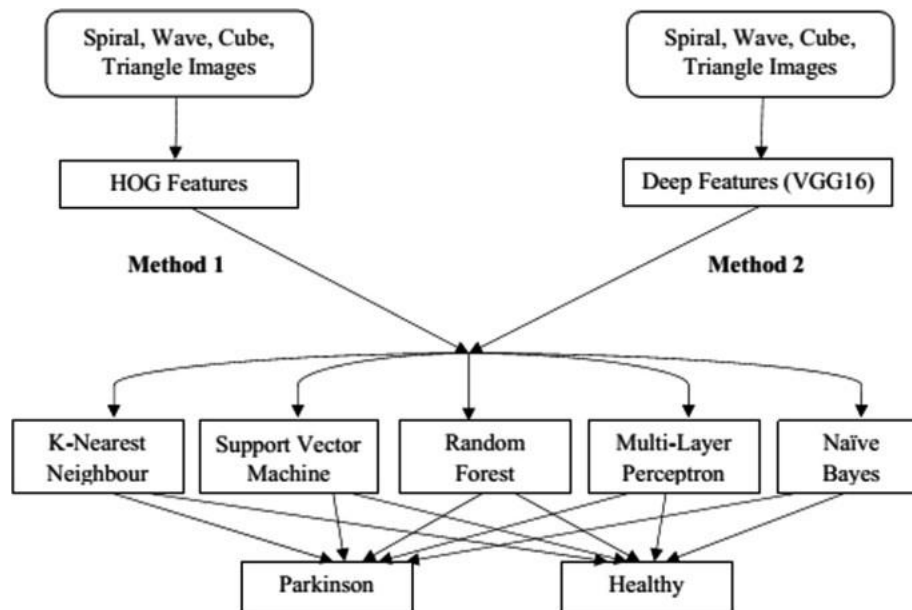 Spiral, Wave, Cube,
Triangle Images
Spiral, Wave, Cube,
Triangle Images
HOG Features
Deep Features (VGG16)
Method 1
Method 2
K-Nearest
Neighbour
Support Vector
Machine
Random
Forest
Multi-Layer
Perceptron
Naïve
Bayes
Parkinson
Healthy